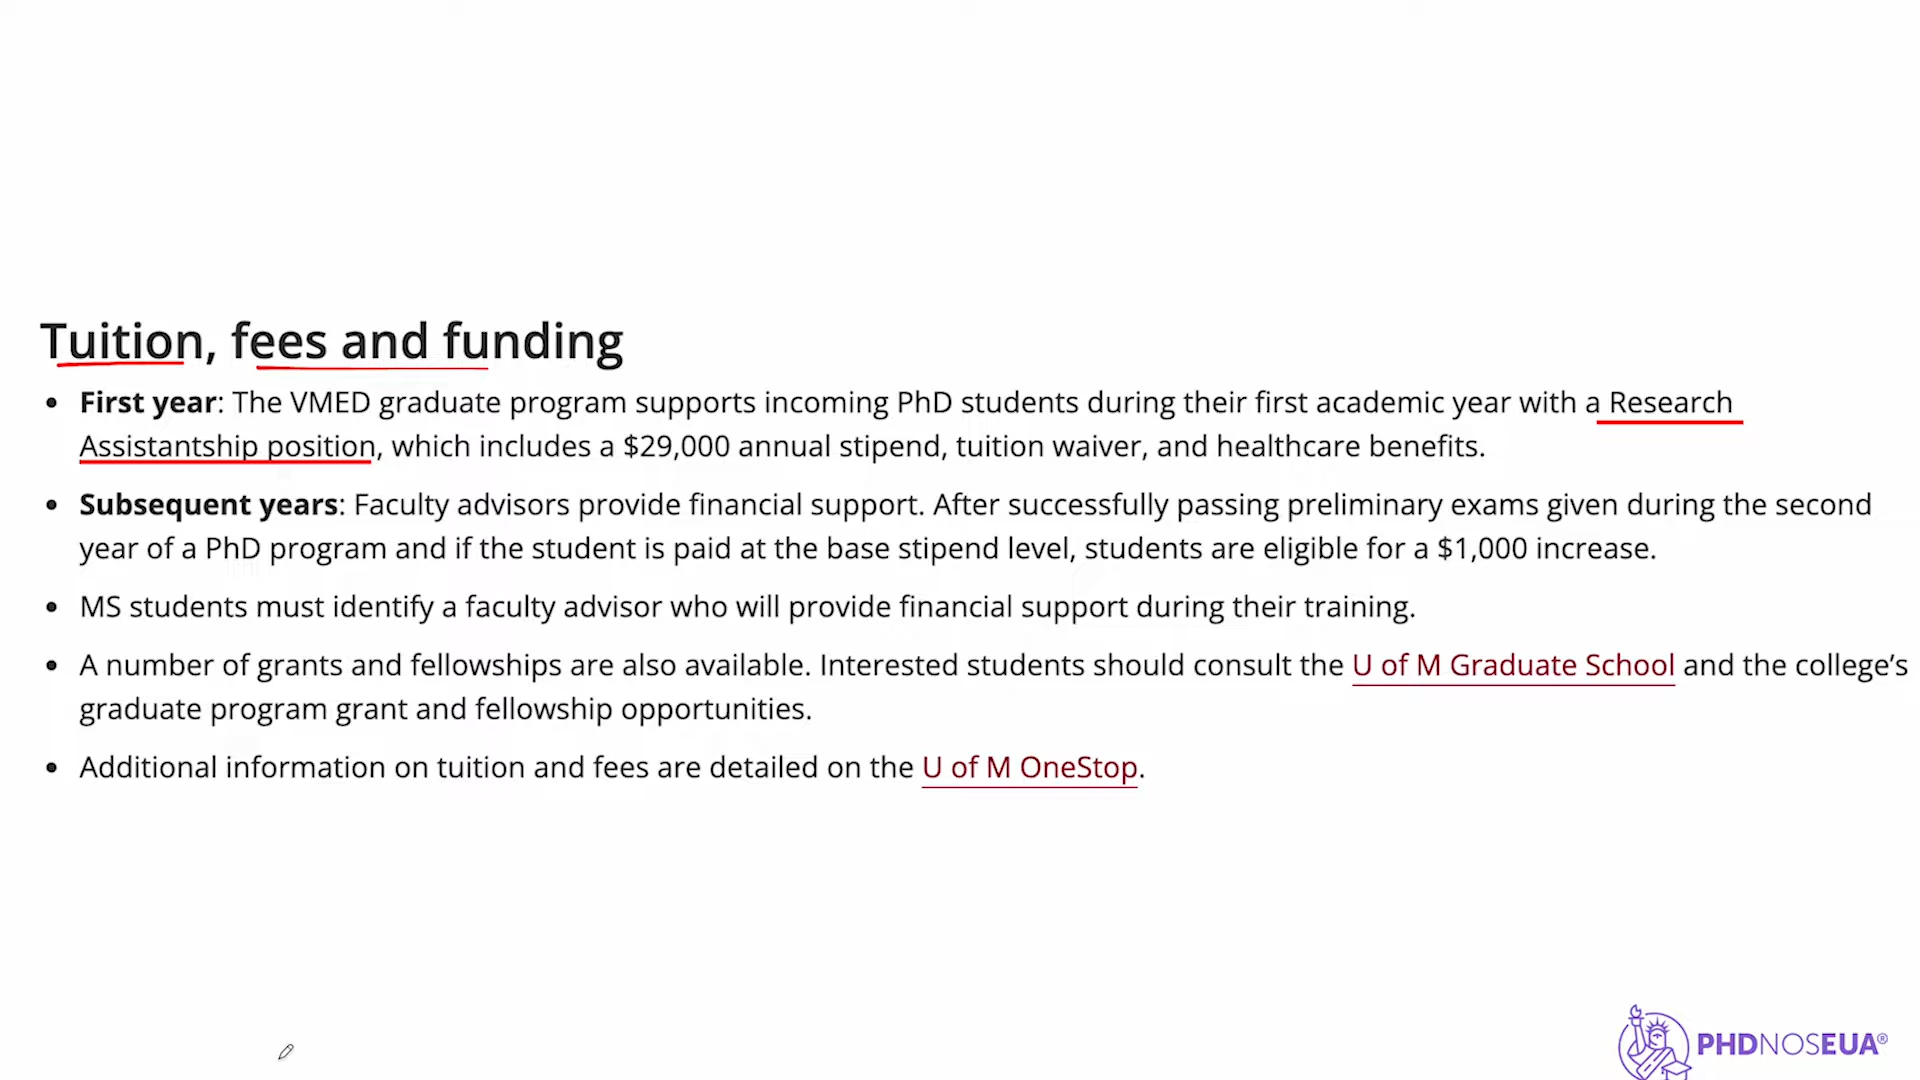 Tuition, fees and funding
• First year: The VMED graduate program supports incoming PhD students during their first academic year with a Research
Assistantship position, which includes a $29,000 annual stipend, tuition waiver, and healthcare benefits.
• Subsequent years: Faculty advisors provide financial support. After successfully passing preliminary exams given during the second
year of a PhD program and if the student is paid at the base stipend level, students are eligible for a $1,000 increase.
• MS students must identify a faculty advisor who will provide financial support during their training.
• A number of grants and fellowships are also available. Interested students should consult the U of M Graduate School and the college’s
graduate program grant and fellowship opportunities.
• Additional information on tuition and fees are detailed on the U of M OneStop.
PHDNOSEUA®